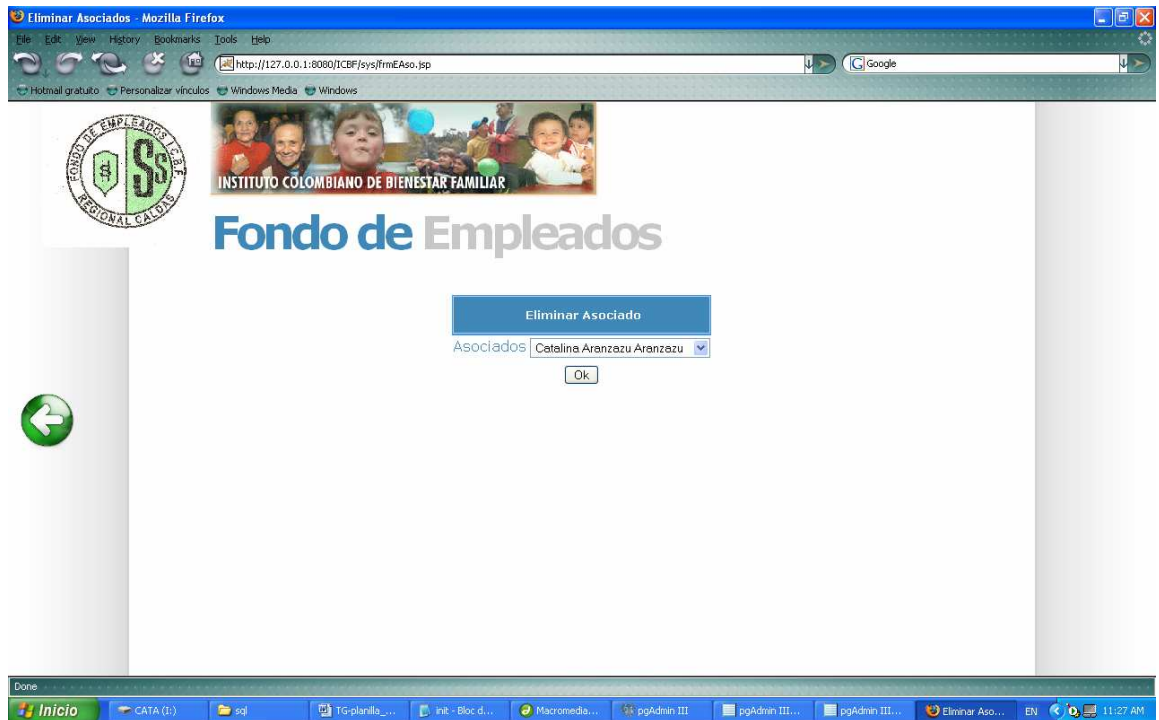 Eliminar Asociados - Mozilla Firefox
File Edit View History Bookmarks Tools Help
http://127.0.0.1:8080/ICBF/sys/frmEAso.jsp
Google
Hotmail gratuito Personalizar vínculos Windows Media Windows
FONDO DE EMPLEADOS I.C.B.F.
SS
REGIONAL CALDAS
INSTITUTO COLOMBIANO DE BIENESTAR FAMILIAR
Fondo de Empleados
Eliminar Asociado
Asociados Catalina Aranzazu Aranzazu
Ok
Done
Inicio CATA (I:) sql TG-planilla_... init - Bloc d... Macromedia... pgAdmin III pgAdmin III... pgAdmin III... Eliminar Aso... EN 11:27 AM